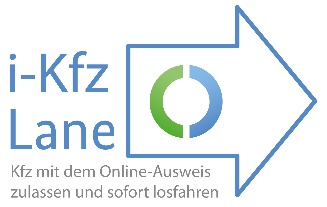 i-Kfz
Lane
Kfz mit dem Online-Ausweis
zulassen und sofort losfahren